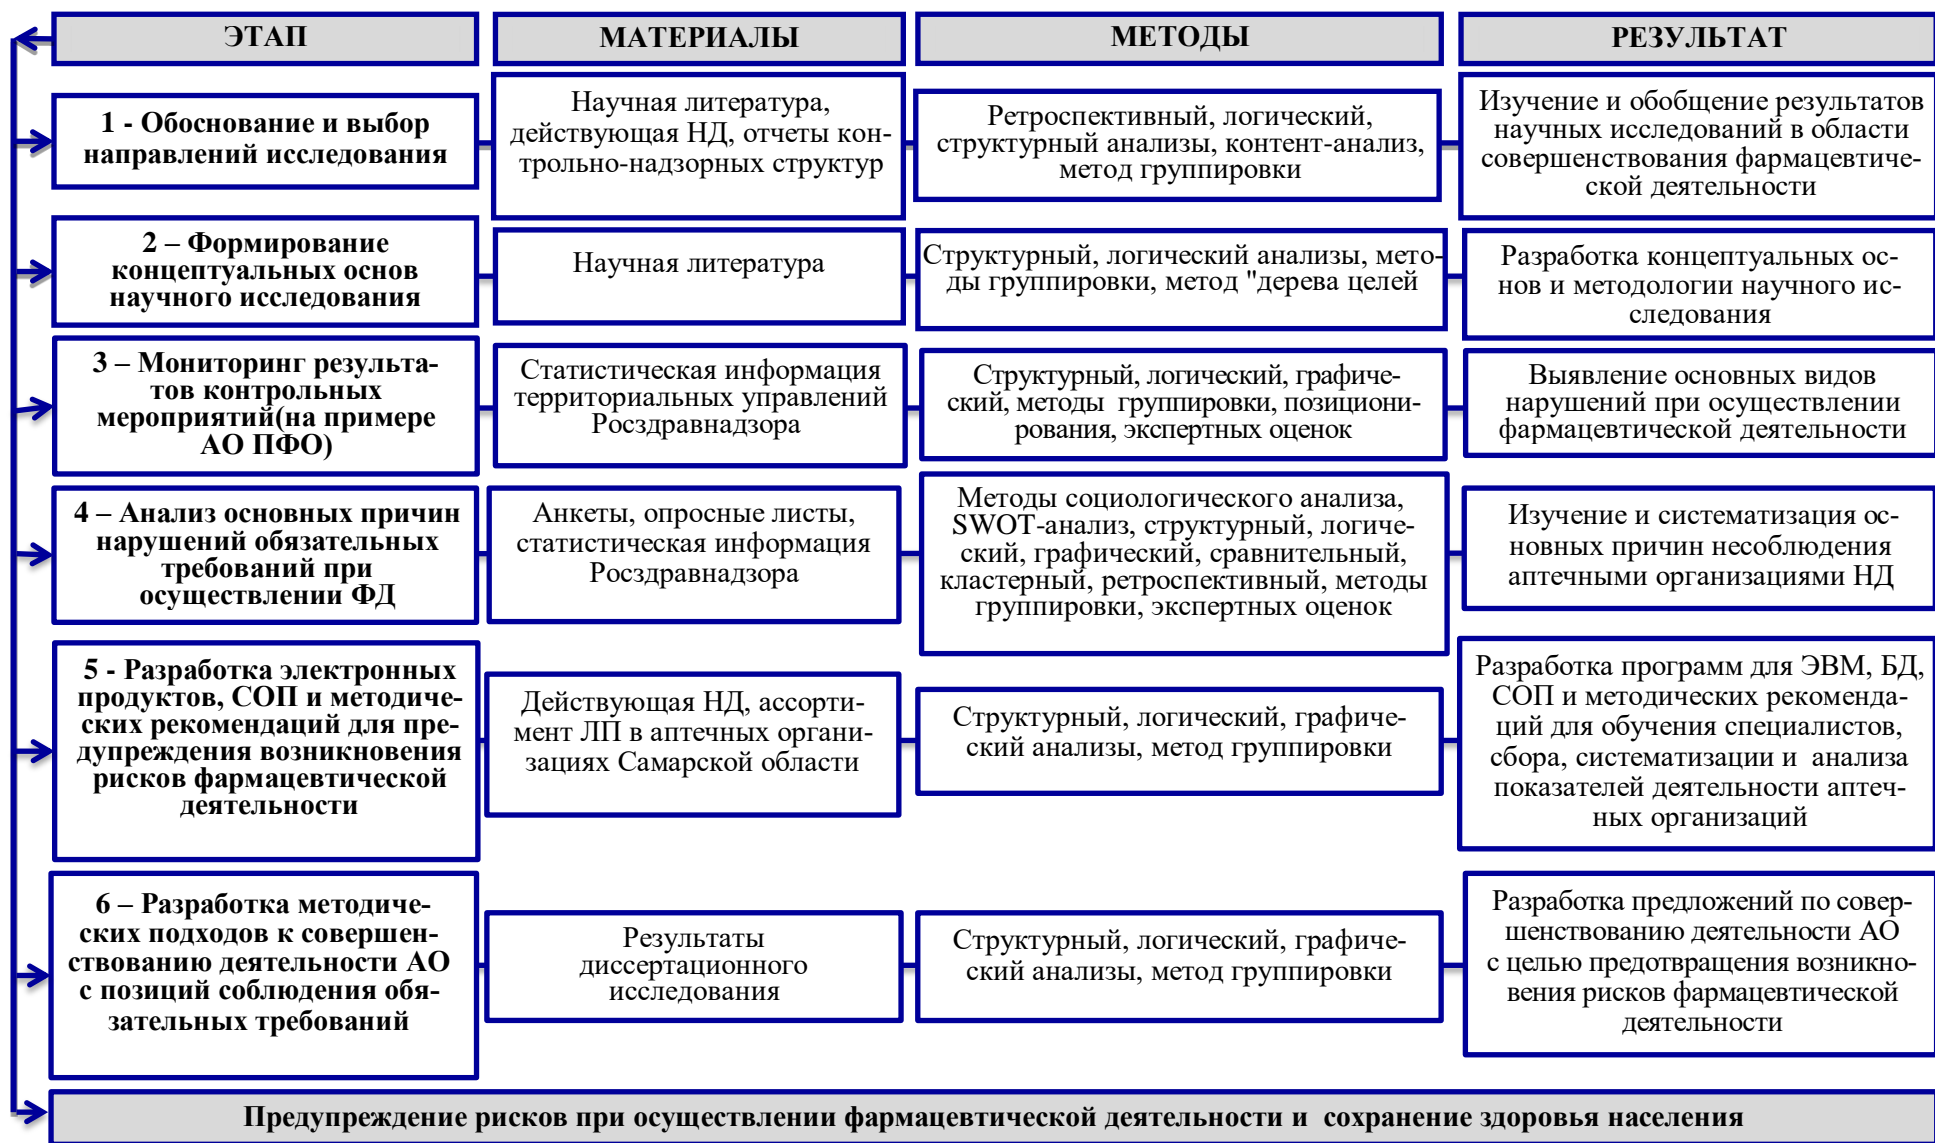 ЭТАП
МАТЕРИАЛЫ
МЕТОДЫ
РЕЗУЛЬТАТ
1 - Обоснование и выбор
направлений исследования
Научная литература,
действующая НД, отчеты кон-
трольно-надзорных структур
Ретроспективный, логический,
структурный анализы, контент-анализ,
метод группировки
Изучение и обобщение результатов
научных исследований в области
совершенствования фармацевтиче-
ской деятельности
2 – Формирование
концептуальных основ
научного исследования
Научная литература
Структурный, логический анализы, мето-
ды группировки, метод "дерева целей
Разработка концептуальных ос-
нов и методологии научного ис-
следования
3 – Мониторинг результа-
тов контрольных
мероприятий(на примере
АО ПФО)
Статистическая информация
территориальных управлений
Росздравнадзора
Структурный, логический, графиче-
ский, методы группировки, позициони-
рования, экспертных оценок
Выявление основных видов
нарушений при осуществлении
фармацевтической деятельности
4 – Анализ основных причин
нарушений обязательных
требований при
осуществлении ФД
Анкеты, опросные листы,
статистическая информация
Росздравнадзора
Методы социологического анализа,
SWOT-анализ, структурный, логиче-
ский, графический, сравнительный,
кластерный, ретроспективный, методы
группировки, экспертных оценок
Изучение и систематизация ос-
новных причин несоблюдения
аптечными организациями НД
5 - Разработка электронных
продуктов, СОП и методиче-
ских рекомендаций для пре-
дупреждения возникновения
рисков фармацевтической
деятельности
Действующая НД, ассорти-
мент ЛП в аптечных органи-
зациях Самарской области
Структурный, логический, графиче-
ский анализы, метод группировки
Разработка программ для ЭВМ, БД,
СОП и методических рекоменда-
ций для обучения специалистов,
сбора, систематизации и анализа
показателей деятельности аптеч-
ных организаций
6 – Разработка методиче-
ских подходов к совершен-
ствованию деятельности АО
с позиций соблюдения обя-
зательных требований
Результаты
диссертационного
исследования
Структурный, логический, графиче-
ский анализы, метод группировки
Разработка предложений по совер-
шенствованию деятельности АО
с целью предотвращения возникно-
вения рисков фармацевтической
деятельности
Предупреждение рисков при осуществлении фармацевтической деятельности и сохранение здоровья населения